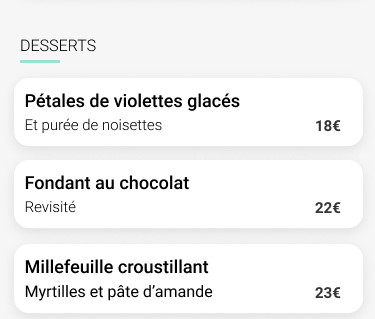 DESSERTS
Pétales de violettes glacés
Et purée de noisettes 18€
Fondant au chocolat
Revisité 22€
Millefeuille croustillant
Myrtilles et pâte d’amande 23€